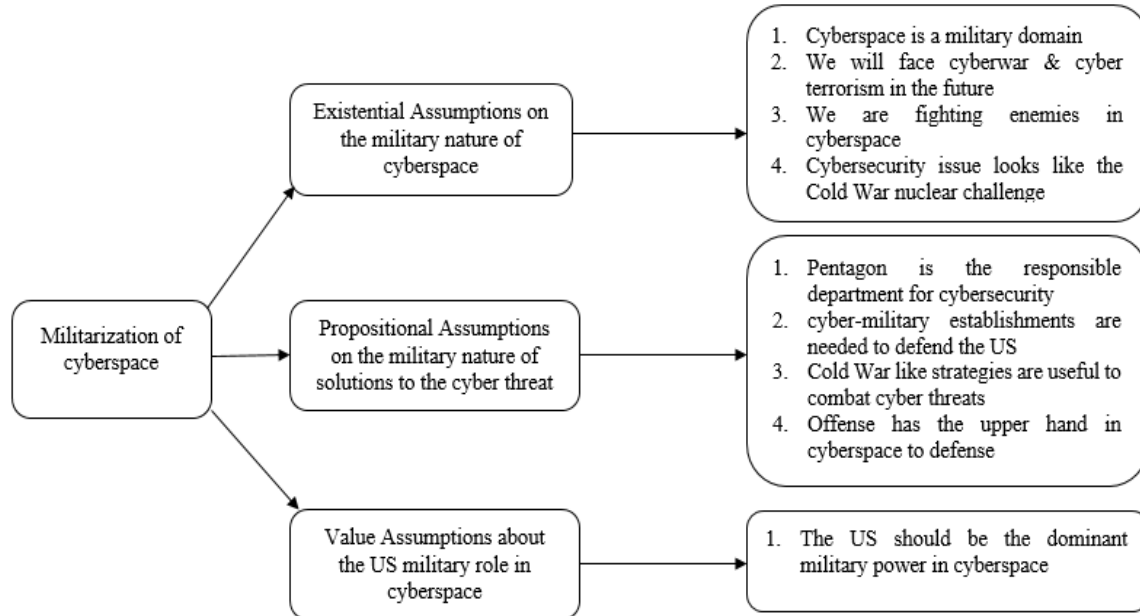 Militarization of
cyberspace
Existential Assumptions on
the military nature of
cyberspace
1. Cyberspace is a military domain
2. We will face cyberwar & cyber
terrorism in the future
3. We are fighting enemies in
cyberspace
4. Cybersecurity issue looks like the
Cold War nuclear challenge
Propositional Assumptions
on the military nature of
solutions to the cyber threat
1. Pentagon is the responsible
department for cybersecurity
2. cyber-military establishments are
needed to defend the US
3. Cold War like strategies are useful to
combat cyber threats
4. Offense has the upper hand in
cyberspace to defense
Value Assumptions about
the US military role in
cyberspace
1. The US should be the dominant
military power in cyberspace